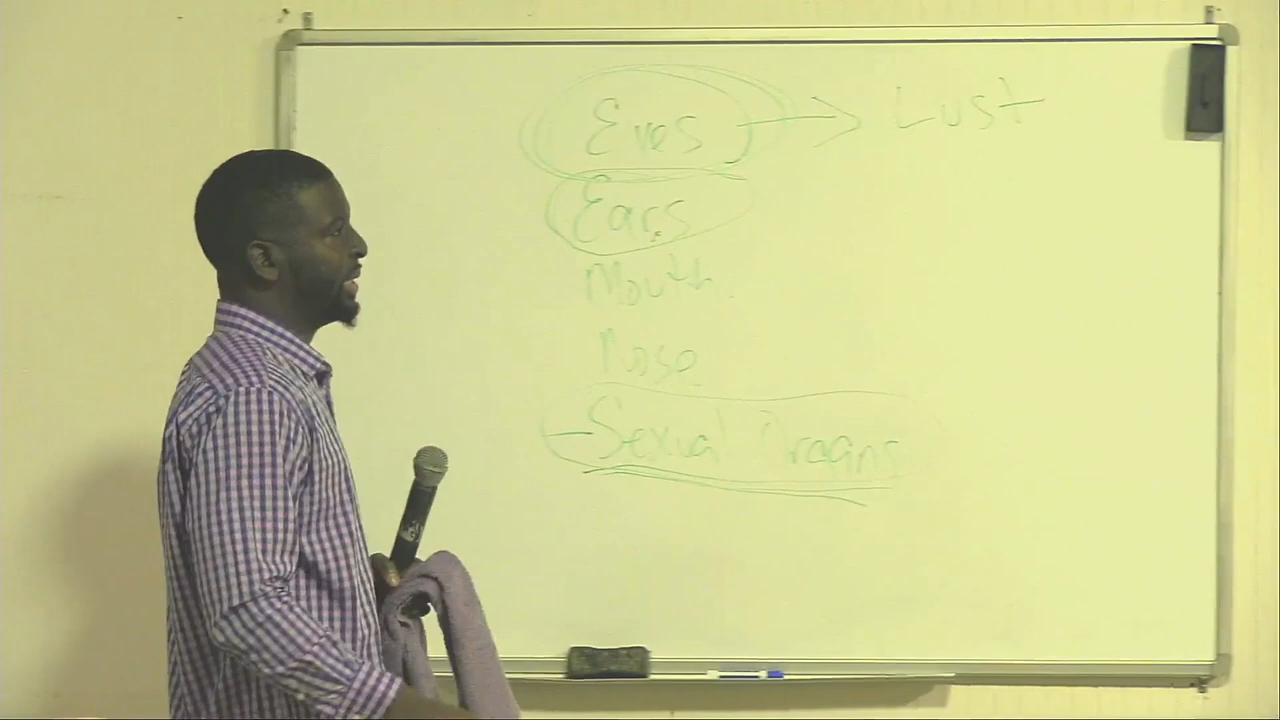 Eyes → Lust
Ears
Mouth
Nose
Sexual Organs